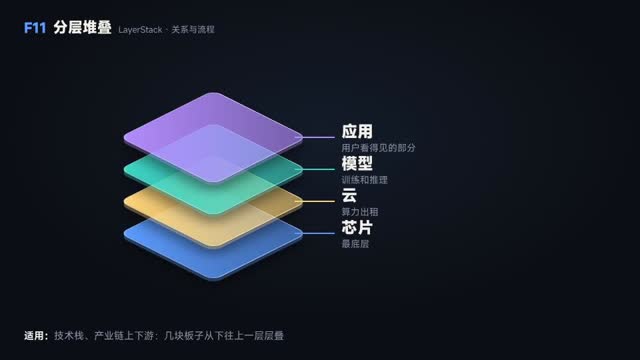 F11 分层堆叠 LayerStack · 关系与流程
应用
用户看得见的部分
模型
训练和推理
云
算力出租
芯片
最底层
适用：技术栈、产业链上下游：几块板子从下往上一层层叠